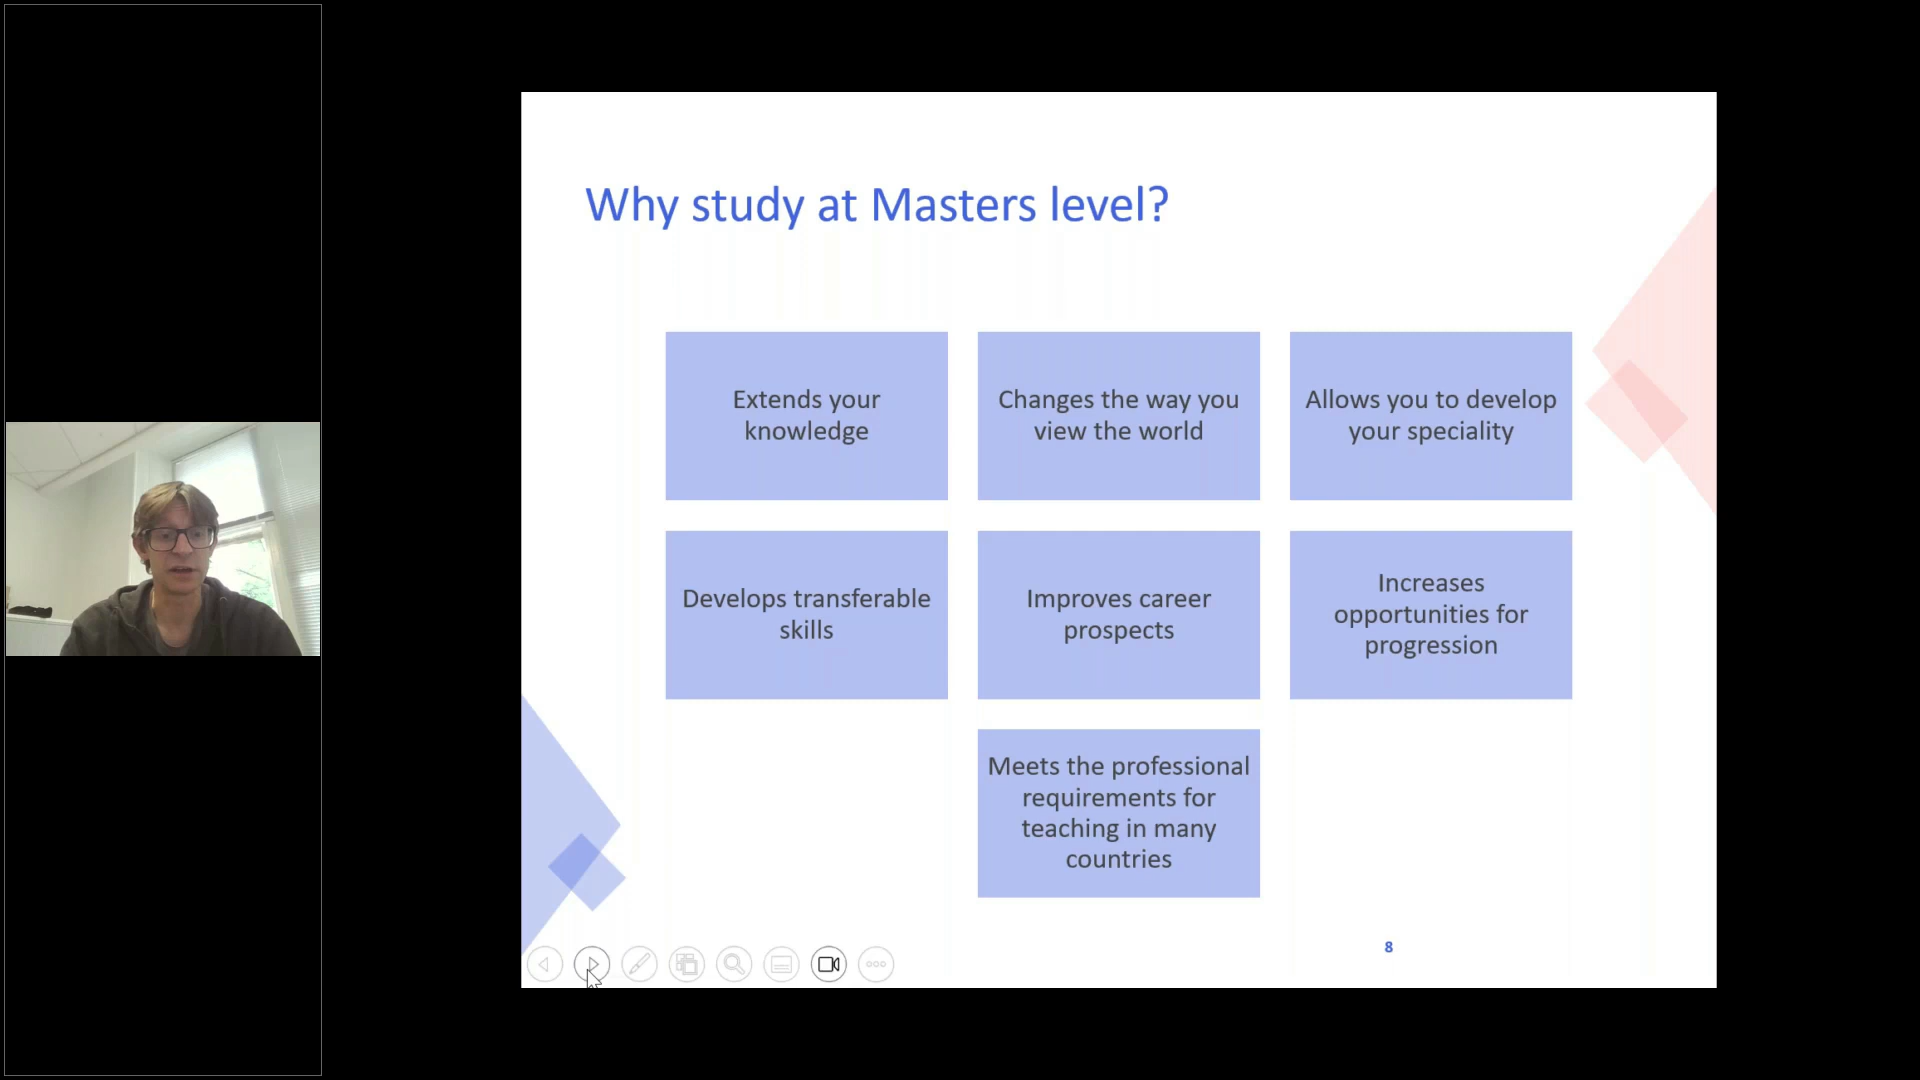 Why study at Masters level?
Extends your
knowledge
Changes the way you
view the world
Allows you to develop
your speciality
Develops transferable
skills
Improves career
prospects
Increases
opportunities for
progression
Meets the professional
requirements for
teaching in many
countries
8